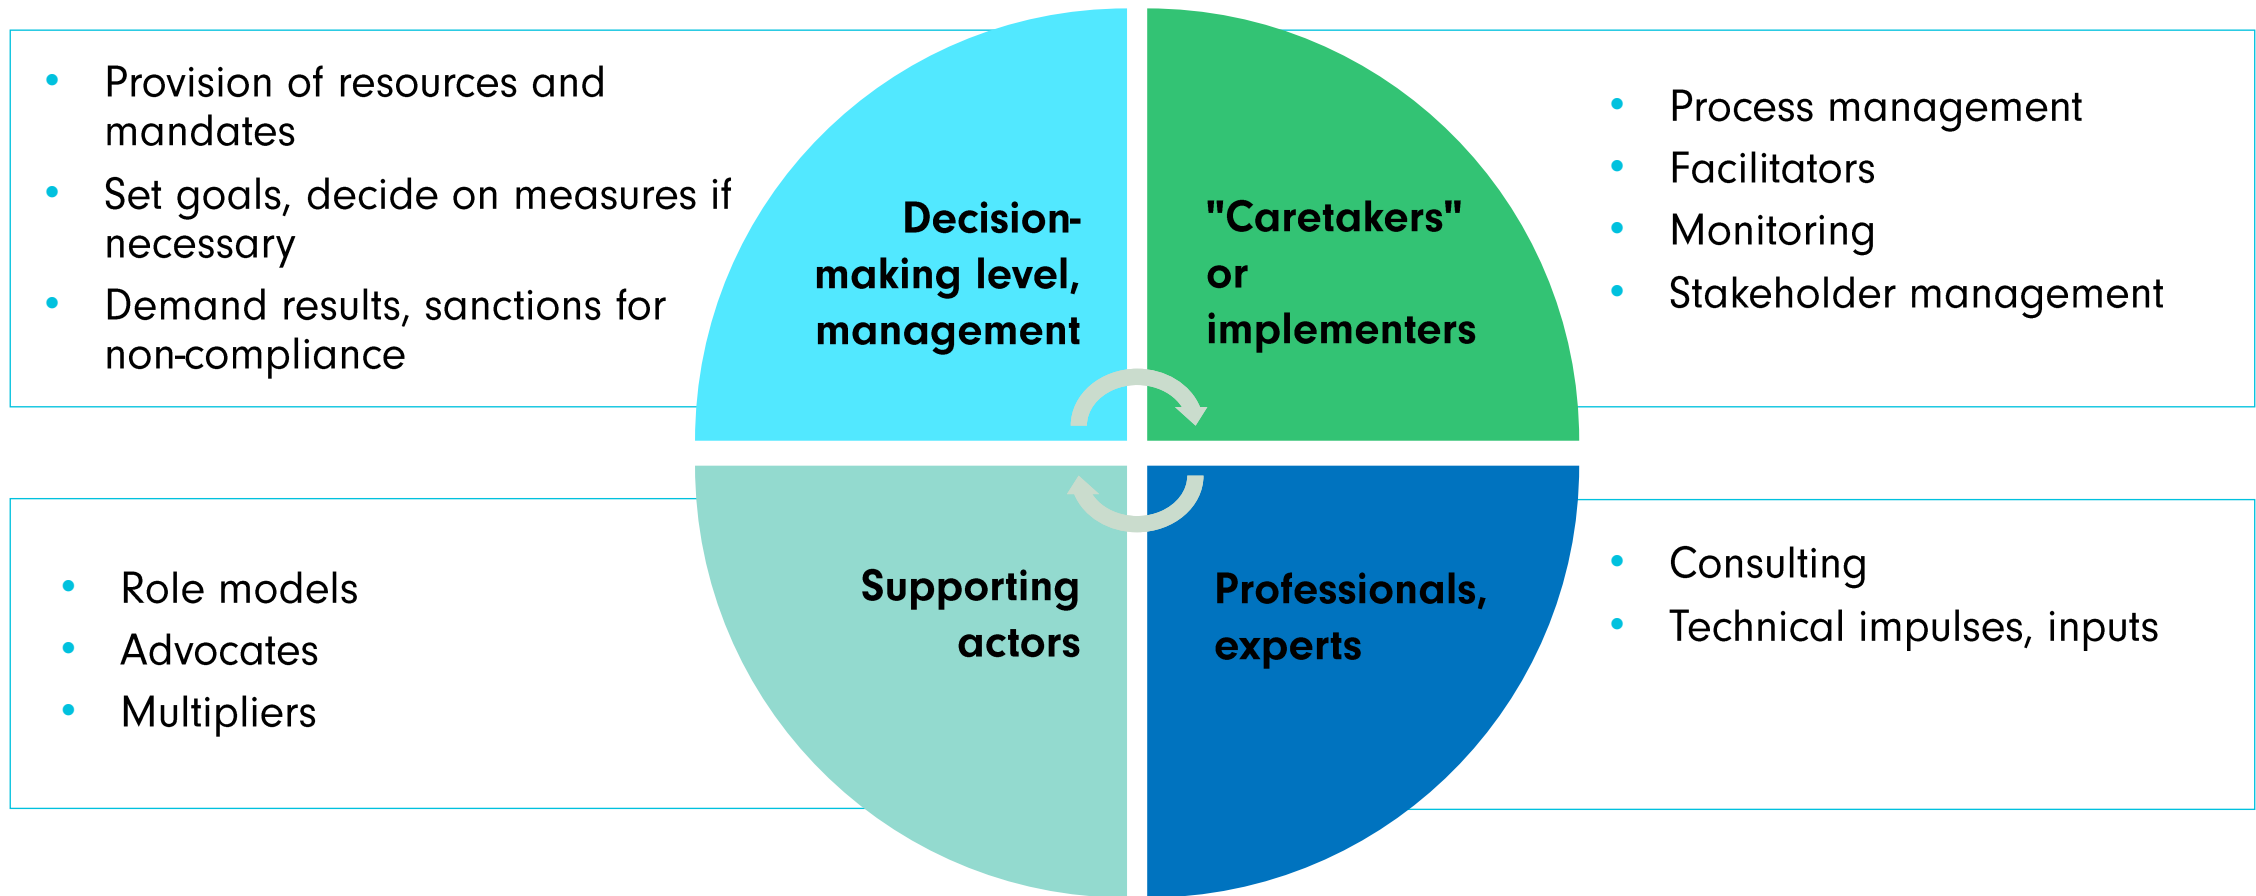 • Provision of resources and
mandates
• Set goals, decide on measures if
necessary
• Demand results, sanctions for
non-compliance
Decision-
making level,
management
"Caretakers"
or
implementers
• Process management
• Facilitators
• Monitoring
• Stakeholder management
• Role models
• Advocates
• Multipliers
Supporting
actors
Professionals,
experts
• Consulting
• Technical impulses, inputs